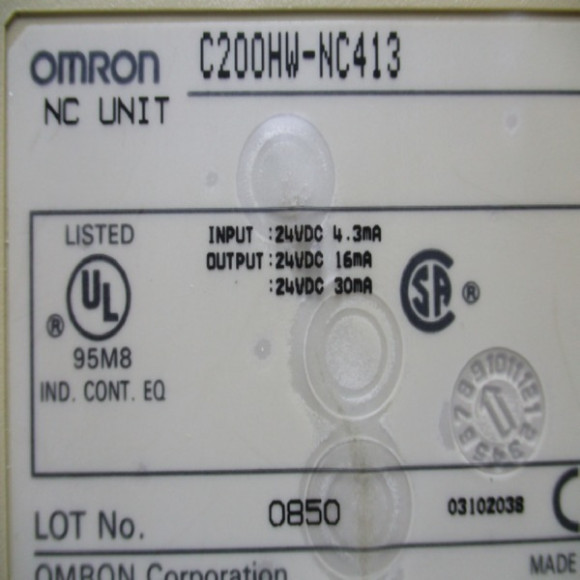 OMRON C200HW-NC413
NC UNIT
LISTED
UL
®
95M8
IND. CONT. EQ
INPUT :24VDC 4.3mA
OUTPUT:24VDC 16mA
:24VDC 30mA
SA ®
LOT No. 0850 03102038
OMRON Corporation MADE